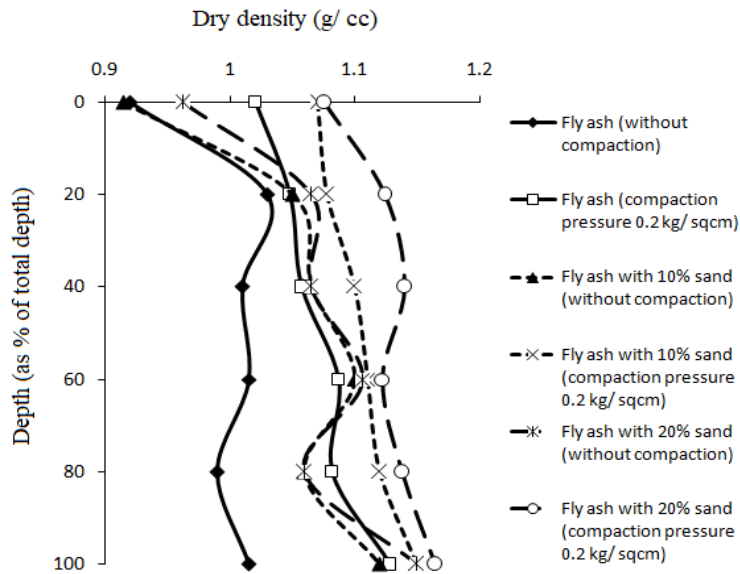 Dry density (g/ cc)
0.9 1 1.1 1.2
0
20
40
60
80
100
Depth (as % of total depth)
Fly ash (without
compaction)
Fly ash (compaction
pressure 0.2 kg/ sqcm)
Fly ash with 10% sand
(without compaction)
Fly ash with 10% sand
(compaction pressure
0.2 kg/ sqcm)
Fly ash with 20% sand
(without compaction)
Fly ash with 20% sand
(compaction pressure
0.2 kg/ sqcm)